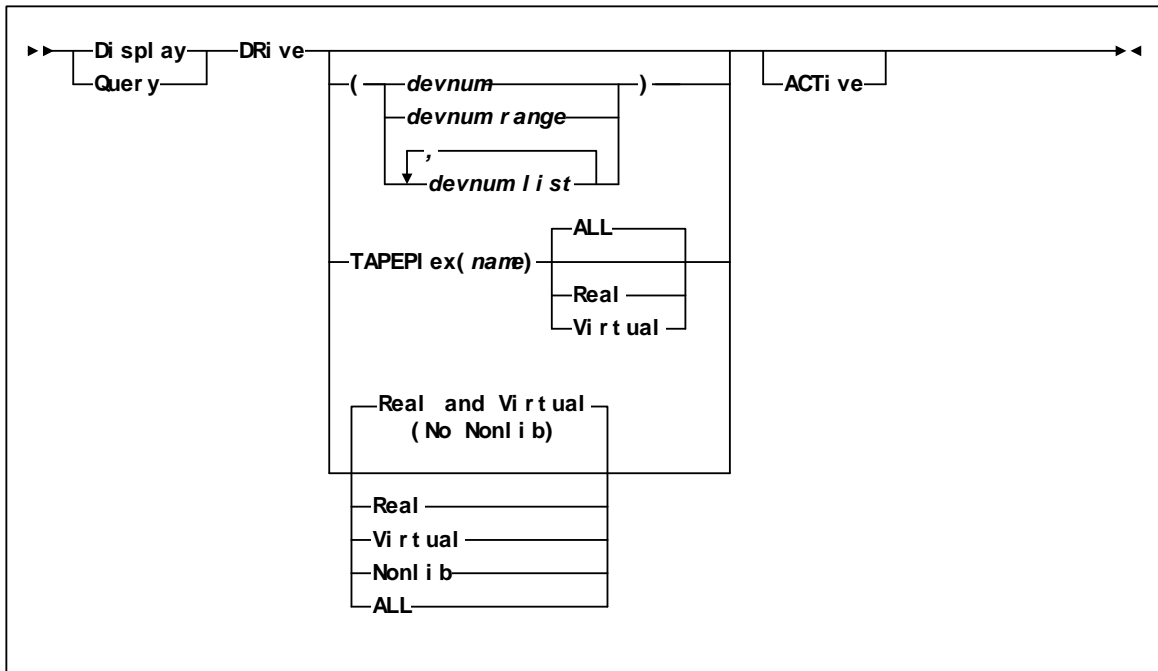 Display DRive
Query
( devnum )
devnum range
,
devnum list
ACTive
ALL
TAPEPlex(name)
Real
Virtual
Real and Virtual
(No Nonlib)
Real
Virtual
Nonlib
ALL